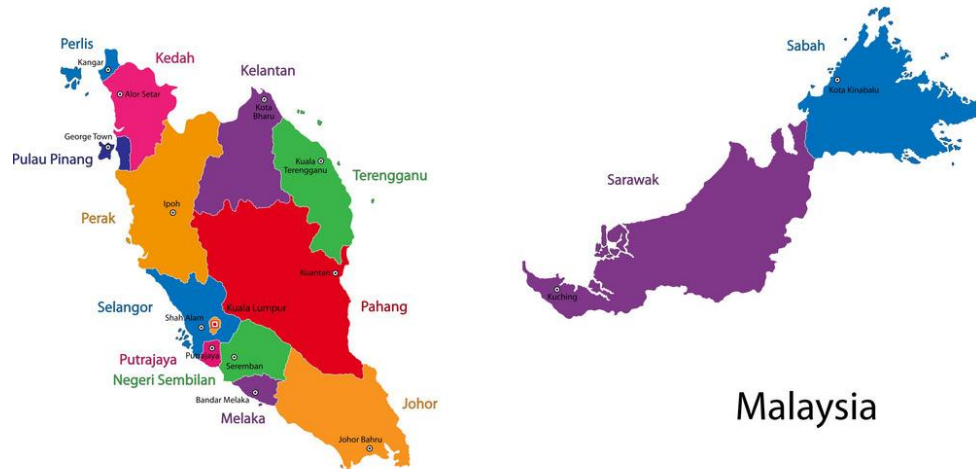 Perlis
Kangar
Kedah
Alor Setar
Kelantan
Kota
Bharu
George Town
Pulau Pinang
Kuala
Terengganu
Terengganu
Ipoh
Perak
Kuantan
Pahang
Selangor
Kuala Lumpur
Shah Alam
Putrajaya
Putrajaya
Seremban
Negeri Sembilan
Bandar Melaka
Melaka
Johor
Johor Bahru
Sabah
Kota Kinabalu
Sarawak
Kuching
Malaysia